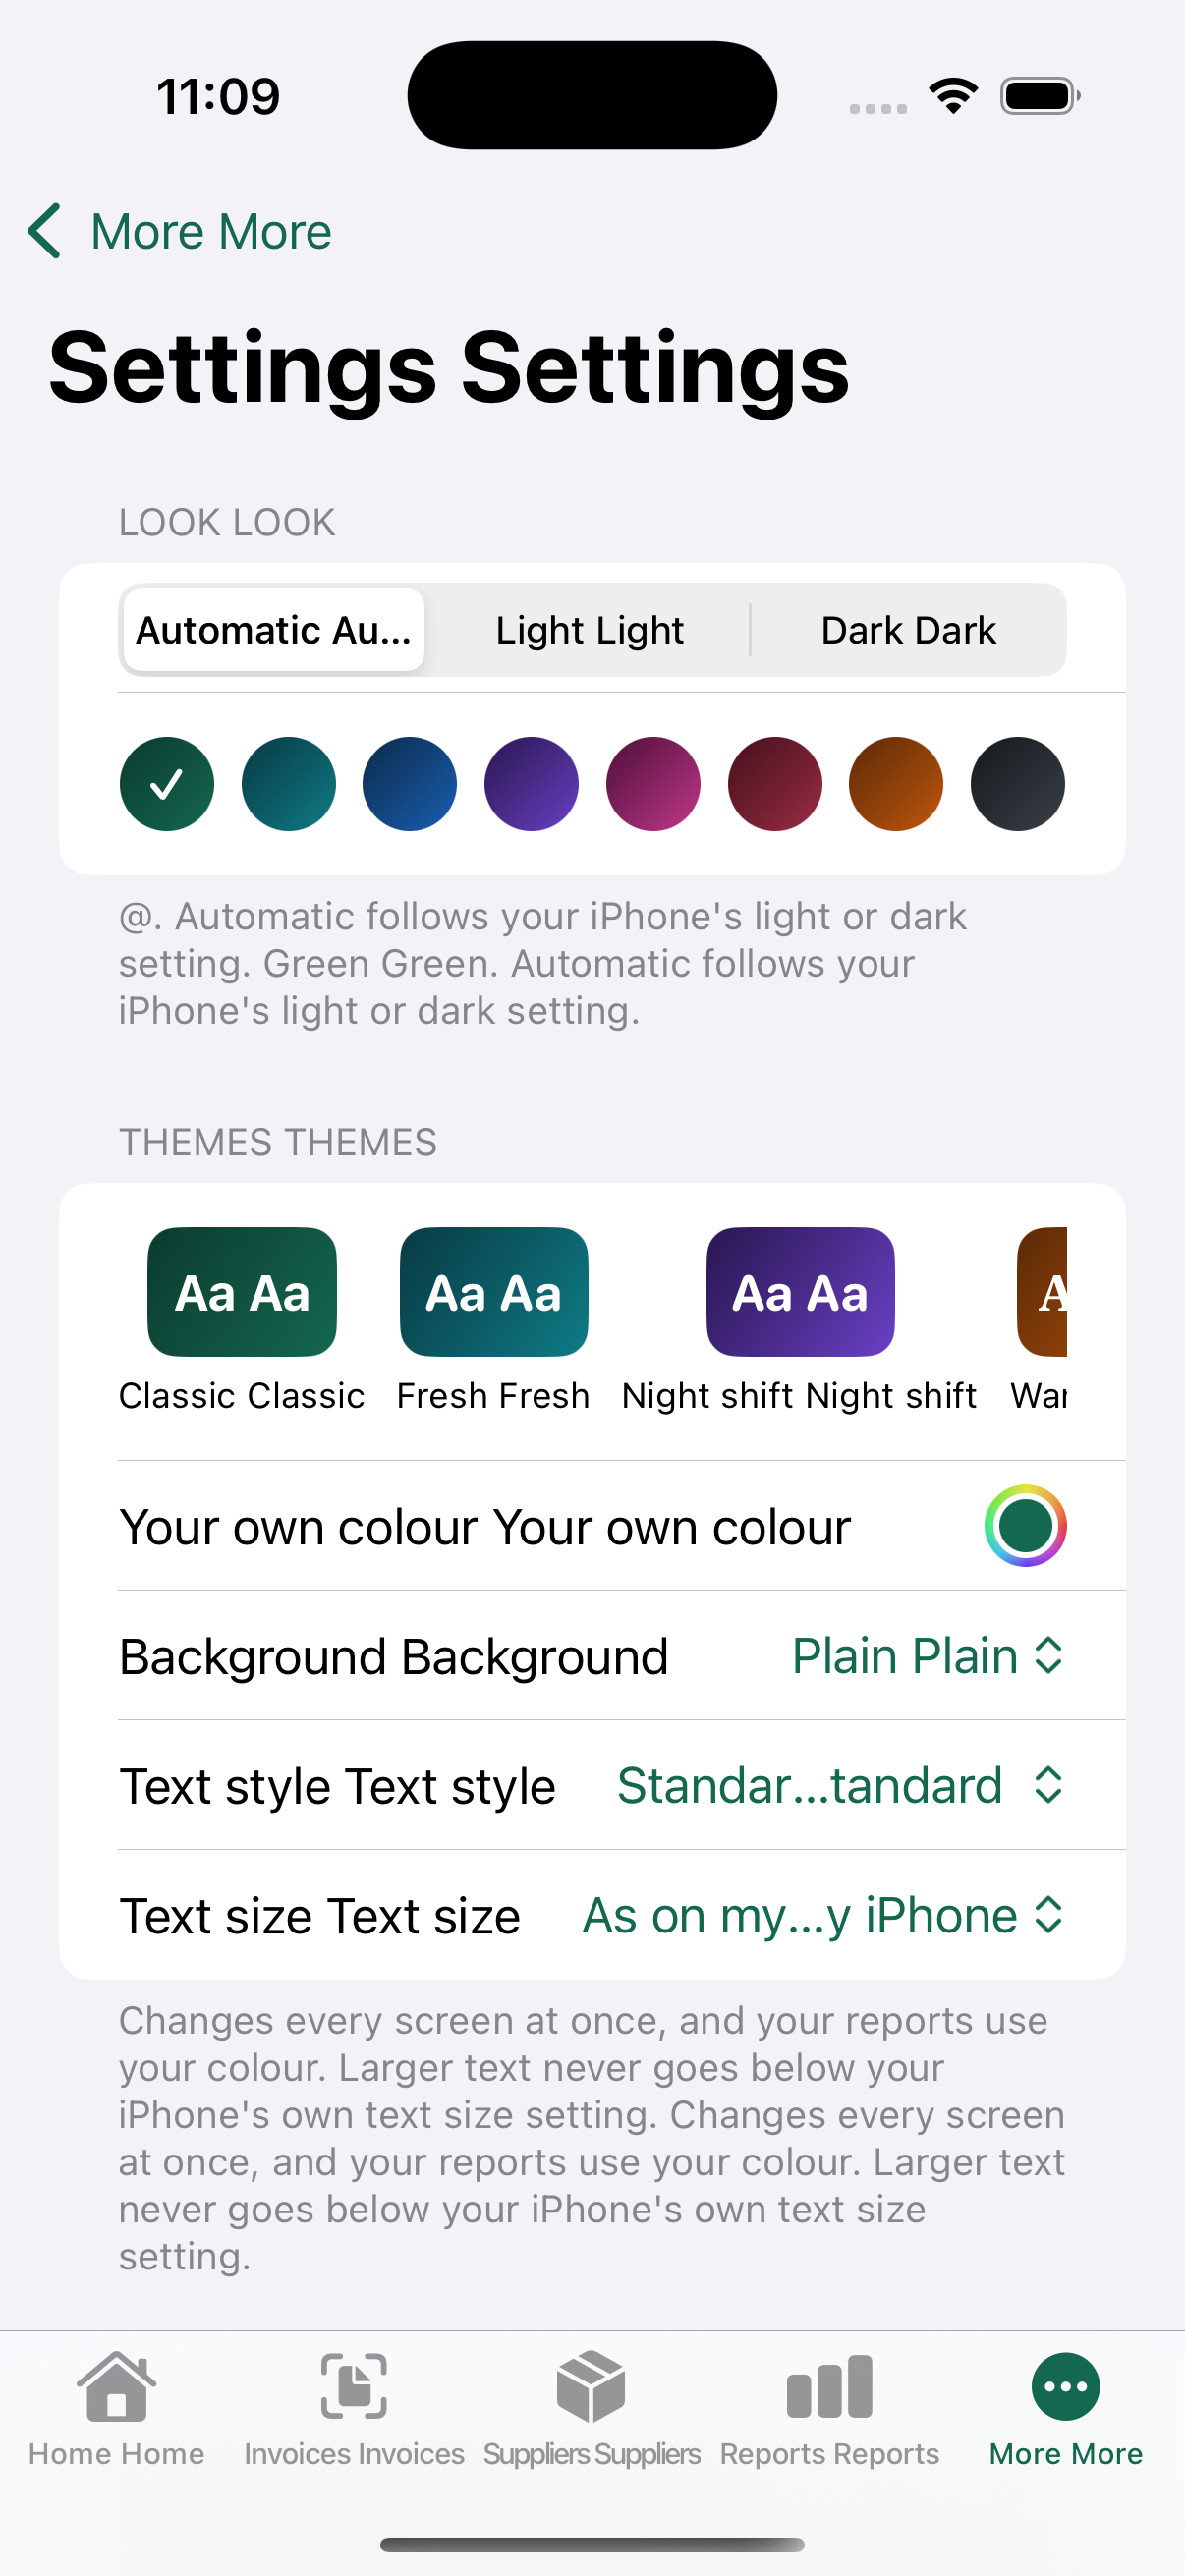 11:09
More More
Settings Settings
LOOK LOOK
Automatic Au...
Light Light
Dark Dark
@. Automatic follows your iPhone's light or dark
setting. Green Green. Automatic follows your
iPhone's light or dark setting.
THEMES THEMES
Aa Aa
Aa Aa
Aa Aa
A
Classic Classic
Fresh Fresh
Night shift Night shift
War
Your own colour Your own colour
Background Background
Plain Plain
Text style Text style
Standar...tandard
Text size Text size
As on my...y iPhone
Changes every screen at once, and your reports use
your colour. Larger text never goes below your
iPhone's own text size setting. Changes every screen
at once, and your reports use your colour. Larger text
never goes below your iPhone's own text size
setting.
Home Home
Invoices Invoices
Suppliers Suppliers
Reports Reports
More More